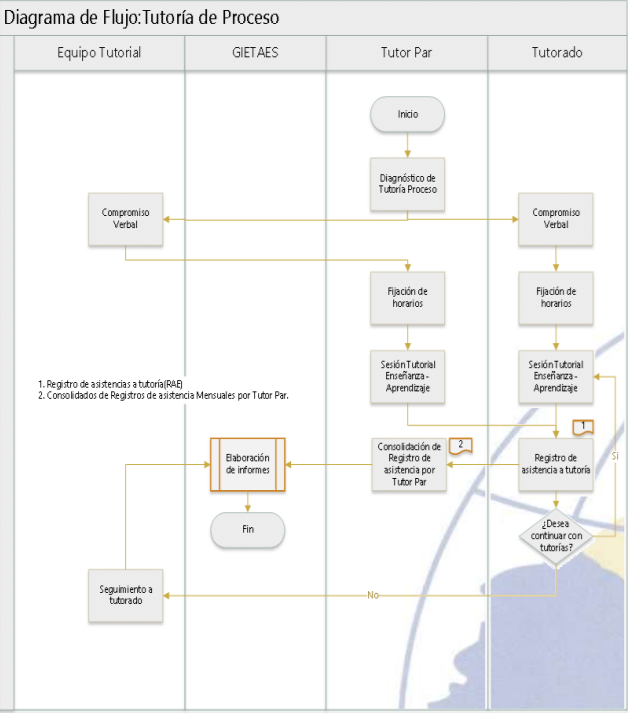 Diagrama de Flujo:Tutoría de Proceso
Equipo Tutorial
GIETAES
Tutor Par
Tutorado
Inicio
Diagnóstico de
Tutoría Proceso
Compromiso
Verbal
Compromiso
Verbal
Fijación de
horarios
Fijación de
horarios
Sesión Tutorial
Enseñanza -
Aprendizaje
Sesión Tutorial
Enseñanza -
Aprendizaje
1. Registro de asistencias a tutoría(RAE)
2. Consolidados de Registros de asistencia Mensuales por Tutor Par.
1
2
Elaboración
de informes
Consolidación de
Registro de
asistencia por
Tutor Par
Registro de
asistencia a tutoría
Si
Fin
¿Desea
continuar con
tutorías?
Seguimiento a
tutorado
No